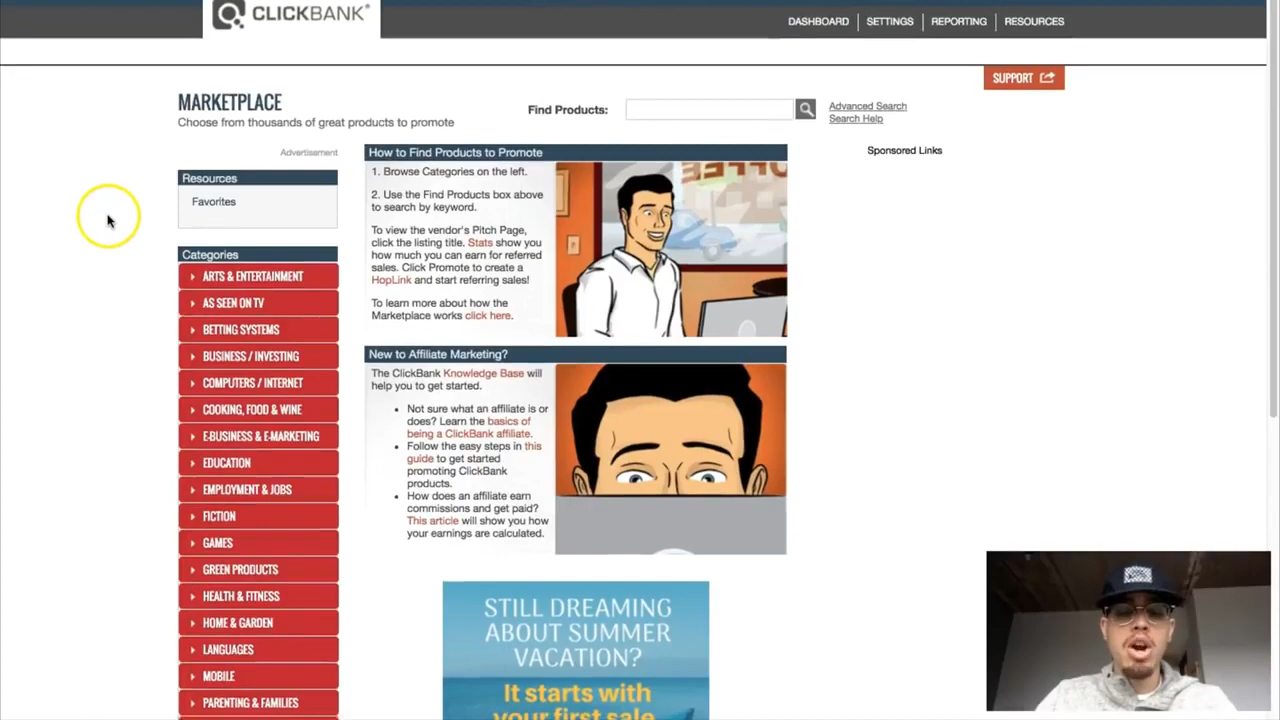 CLICKBANK®
DASHBOARD
SETTINGS
REPORTING
RESOURCES
SUPPORT
MARKETPLACE
Choose from thousands of great products to promote
Find Products:
Advanced Search
Search Help
Advertisement
Sponsored Links
Resources
Favorites
Categories
ARTS & ENTERTAINMENT
AS SEEN ON TV
BETTING SYSTEMS
BUSINESS / INVESTING
COMPUTERS / INTERNET
COOKING, FOOD & WINE
E-BUSINESS & E-MARKETING
EDUCATION
EMPLOYMENT & JOBS
FICTION
GAMES
GREEN PRODUCTS
HEALTH & FITNESS
HOME & GARDEN
LANGUAGES
MOBILE
PARENTING & FAMILIES
How to Find Products to Promote
1. Browse Categories on the left.
2. Use the Find Products box above
to search by keyword.
To view the vendor's Pitch Page,
click the listing title. Stats show you
how much you can earn for referred
sales. Click Promote to create a
HopLink and start referring sales!
To learn more about how the
Marketplace works click here.
COFFEE
New to Affiliate Marketing?
The ClickBank Knowledge Base will
help you to get started.
• Not sure what an affiliate is or
does? Learn the basics of
being a ClickBank affiliate.
• Follow the easy steps in this
guide to get started
promoting ClickBank
products.
• How does an affiliate earn
commissions and get paid?
This article will show you how
your earnings are calculated.
STILL DREAMING
ABOUT SUMMER
VACATION?
It starts with
your first sale